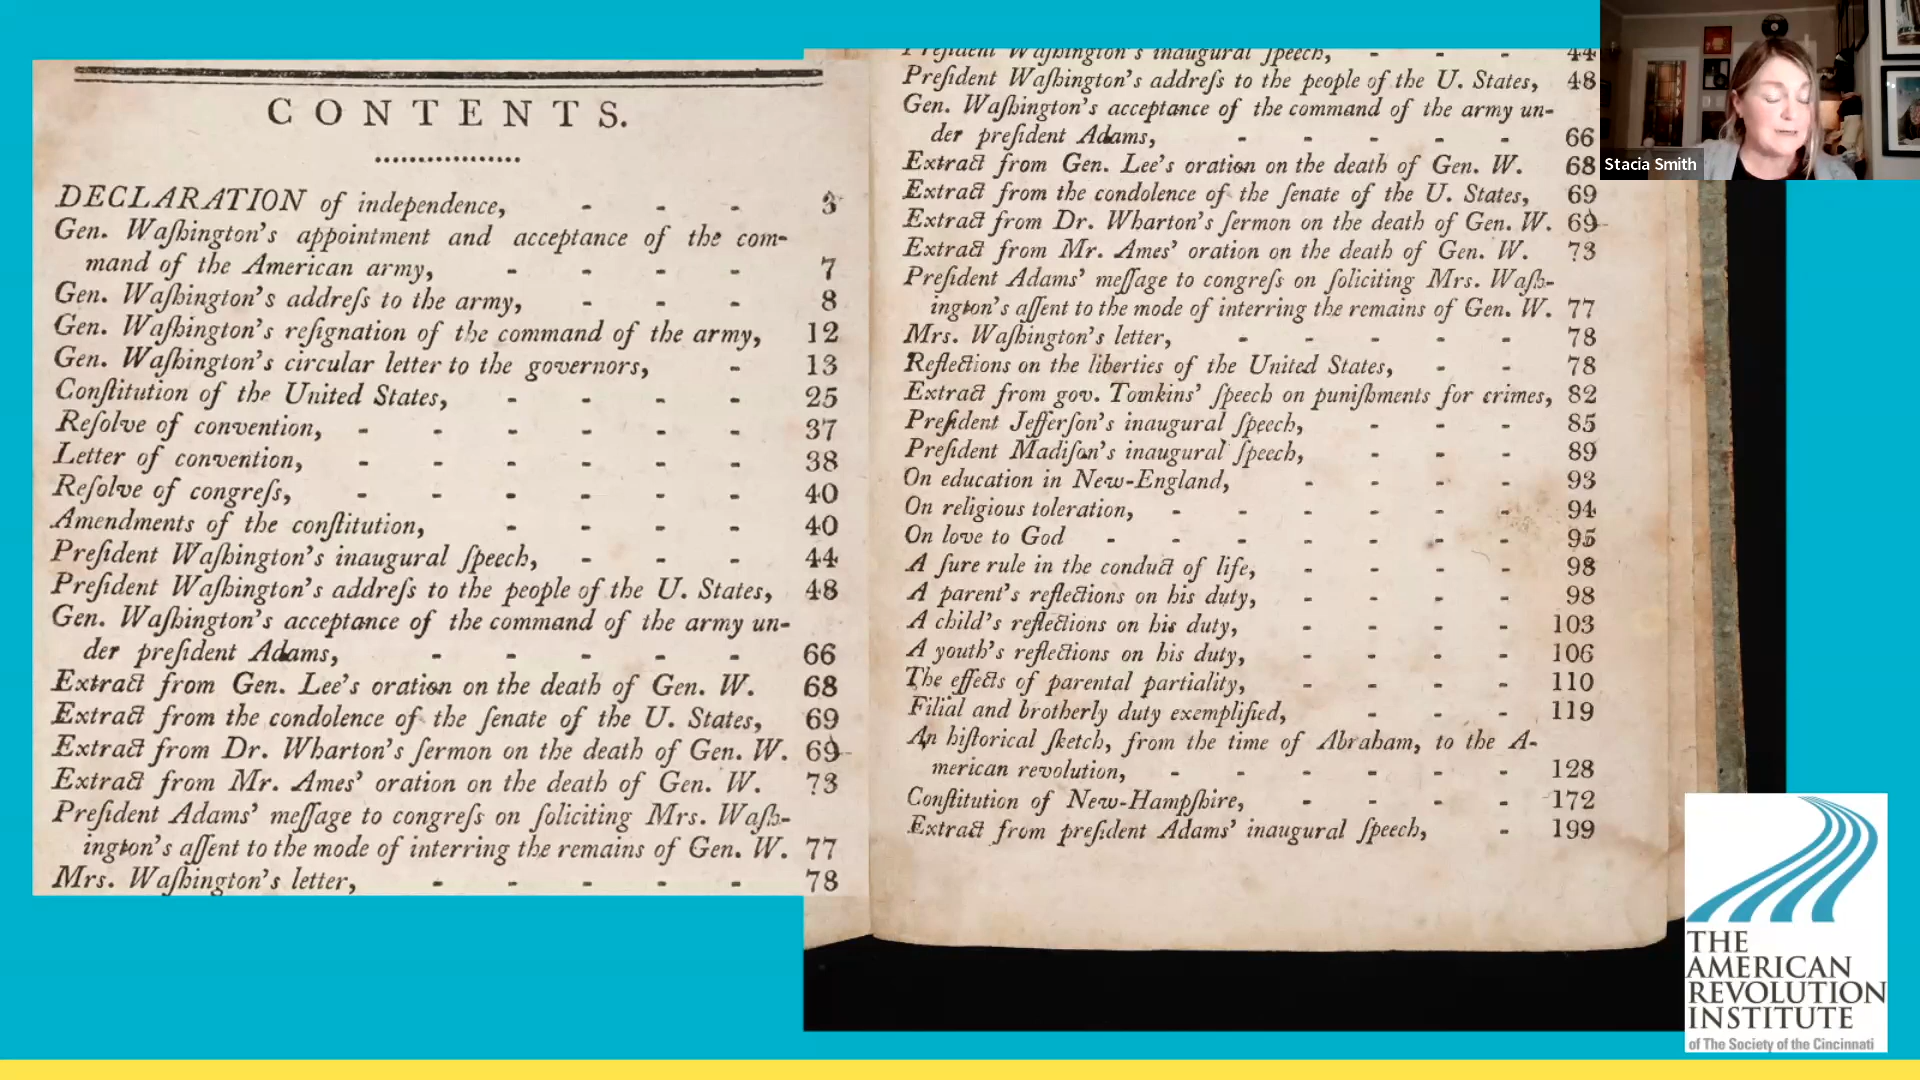 CONTENTS.
DECLARATION of independence, - - - 3
Gen. Waſhington's appointment and acceptance of the com-
mand of the American army, - - - - 7
Gen. Waſhington's addreſs to the army, - - - 8
Gen. Waſhington's reſignation of the command of the army, 12
Gen. Waſhington's circular letter to the governors, - 13
Conſtitution of the United States, - - - - 25
Reſolve of convention, - - - - - - 37
Letter of convention, - - - - - - 38
Reſolve of congreſs, - - - - - - 40
Amendments of the conſtitution, - - - - 40
Preſident Waſhington's inaugural ſpeech, - - - 44
Preſident Waſhington's addreſs to the people of the U. States, 48
Gen. Waſhington's acceptance of the command of the army un-
der preſident Adams, - - - - - 66
Extract from Gen. Lee's oration on the death of Gen. W. 68
Extract from the condolence of the ſenate of the U. States, 69
Extract from Dr. Wharton's ſermon on the death of Gen. W. 69
Extract from Mr. Ames' oration on the death of Gen. W. 73
Preſident Adams' meſſage to congreſs on ſoliciting Mrs. Waſh-
ington's aſſent to the mode of interring the remains of Gen. W. 77
Mrs. Waſhington's letter, - - - - - 78
Preſident Waſhington's inaugural ſpeech, - - - 44
Preſident Waſhington's addreſs to the people of the U. States, 48
Gen. Waſhington's acceptance of the command of the army un-
der preſident Adams, - - - - - 66
Extract from Gen. Lee's oration on the death of Gen. W. 68
Extract from the condolence of the ſenate of the U. States, 69
Extract from Dr. Wharton's ſermon on the death of Gen. W. 69
Extract from Mr. Ames' oration on the death of Gen. W. 73
Preſident Adams' meſſage to congreſs on ſoliciting Mrs. Waſh-
ington's aſſent to the mode of interring the remains of Gen. W. 77
Mrs. Waſhington's letter, - - - - - 78
Reflections on the liberties of the United States, - - 78
Extract from gov. Tomkins' ſpeech on puniſhments for crimes, 82
Preſident Jefferſon's inaugural ſpeech, - - - 85
Preſident Madiſon's inaugural ſpeech, - - - 89
On education in New-England, - - - - 93
On religious toleration, - - - - - - 94
On love to God - - - - - - - 95
A ſure rule in the conduct of life, - - - - 98
A parent's reflections on his duty, - - - - 98
A child's reflections on his duty, - - - - 103
A youth's reflections on his duty, - - - - 106
The effects of parental partiality, - - - - 110
Filial and brotherly duty exemplified, - - - 119
An hiſtorical ſketch, from the time of Abraham, to the A-
merican revolution, - - - - - - 128
Conſtitution of New-Hampſhire, - - - - 172
Extract from preſident Adams' inaugural ſpeech, - 199
Stacia Smith
THE
AMERICAN
REVOLUTION
INSTITUTE
of The Society of the Cincinnati